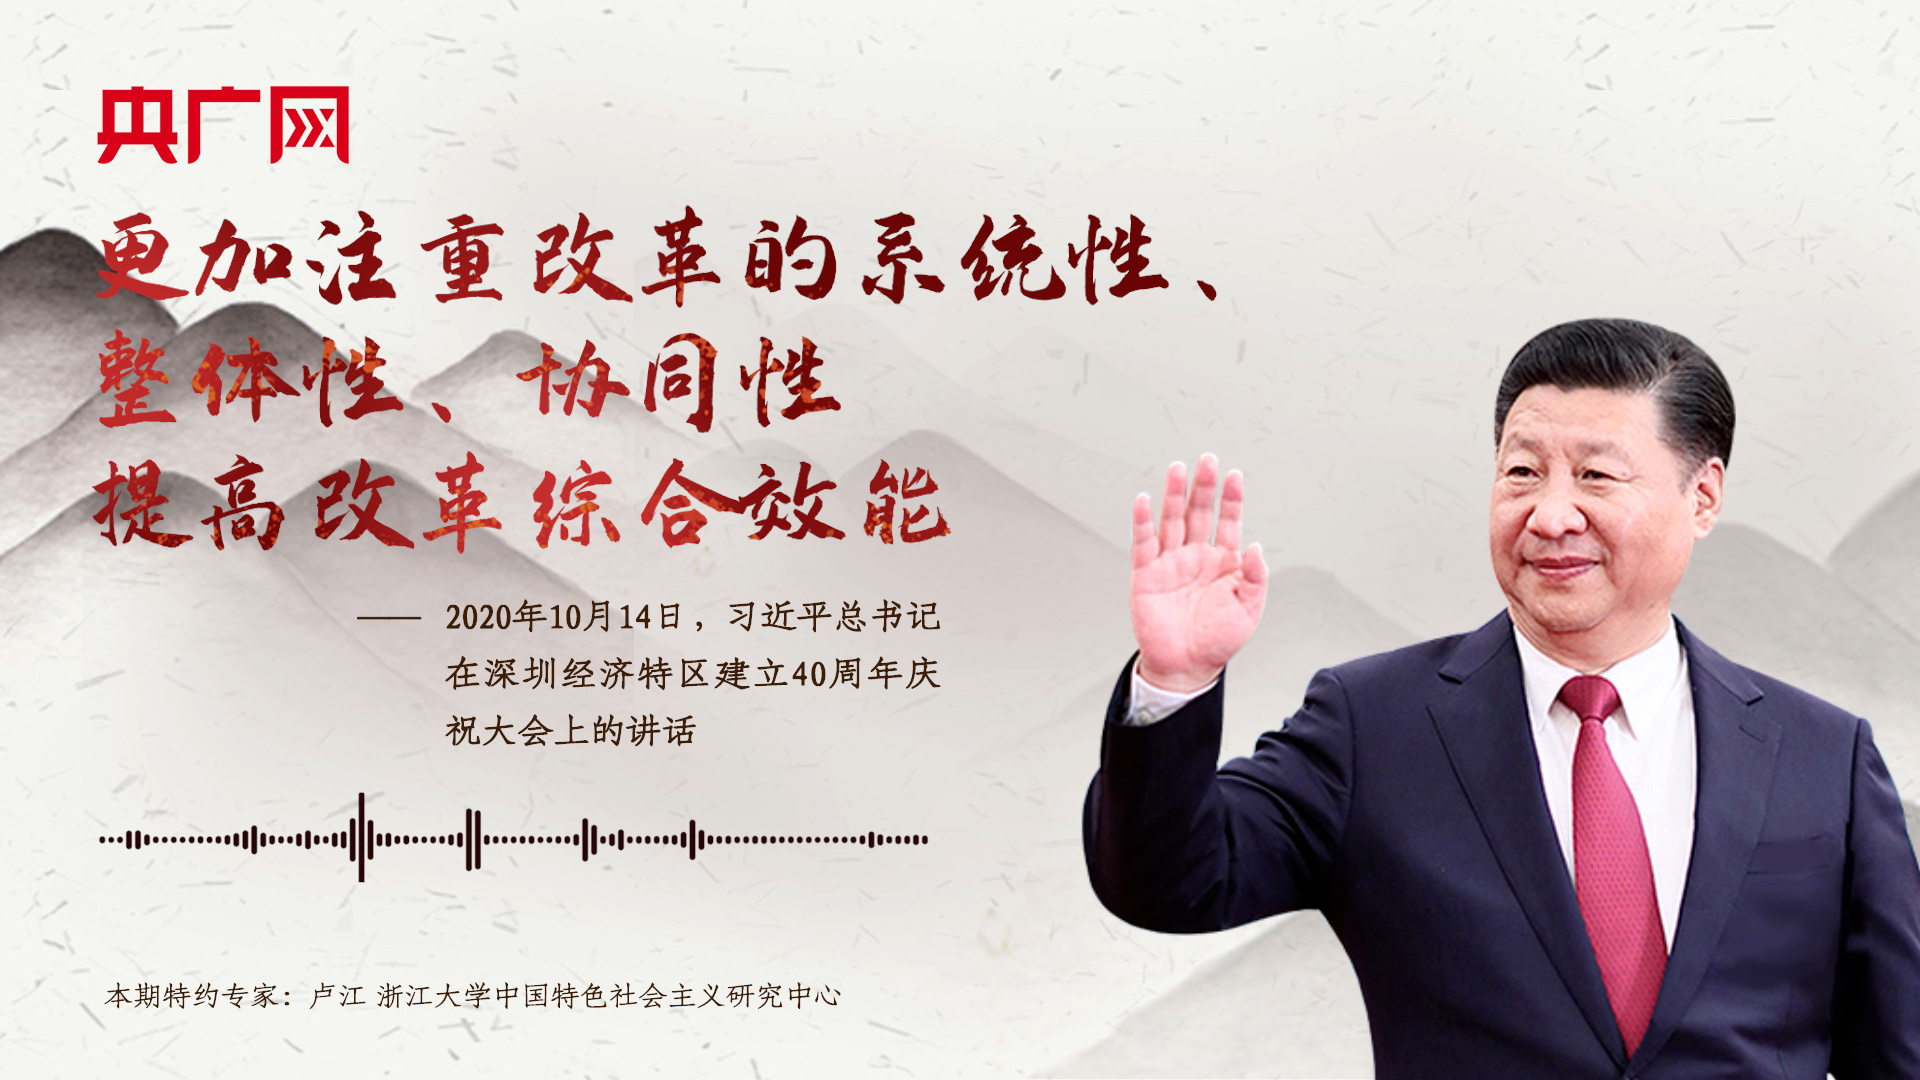 央广网
更加注重改革的系统性、
整体性、协同性
提高改革综合效能
—— 2020年10月14日，习近平总书记
在深圳经济特区建立40周年庆
祝大会上的讲话
本期特约专家：卢江 浙江大学中国特色社会主义研究中心